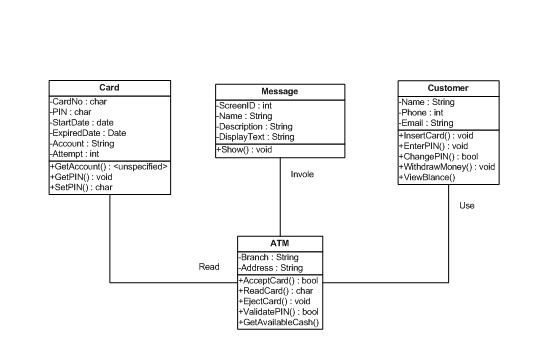 Card
-CardNo : char
-PIN : char
-StartDate : date
-ExpiredDate : Date
-Account : String
-Attempt : int
+GetAccount() : <unspecified>
+GetPIN() : void
+SetPIN() : char
Message
-ScreenID : int
-Name : String
-Description : String
-DisplayText : String
+Show() : void
Customer
-Name : String
-Phone : int
-Email : String
+InsertCard() : void
+EnterPIN() : void
+ChangePIN() : bool
+WithdrawMoney() : void
+ViewBlance()
Invole
Use
Read
ATM
-Branch : String
-Address : String
+AcceptCard() : bool
+ReadCard() : char
+EjectCard() : void
+ValidatePIN() : bool
+GetAvailableCash()